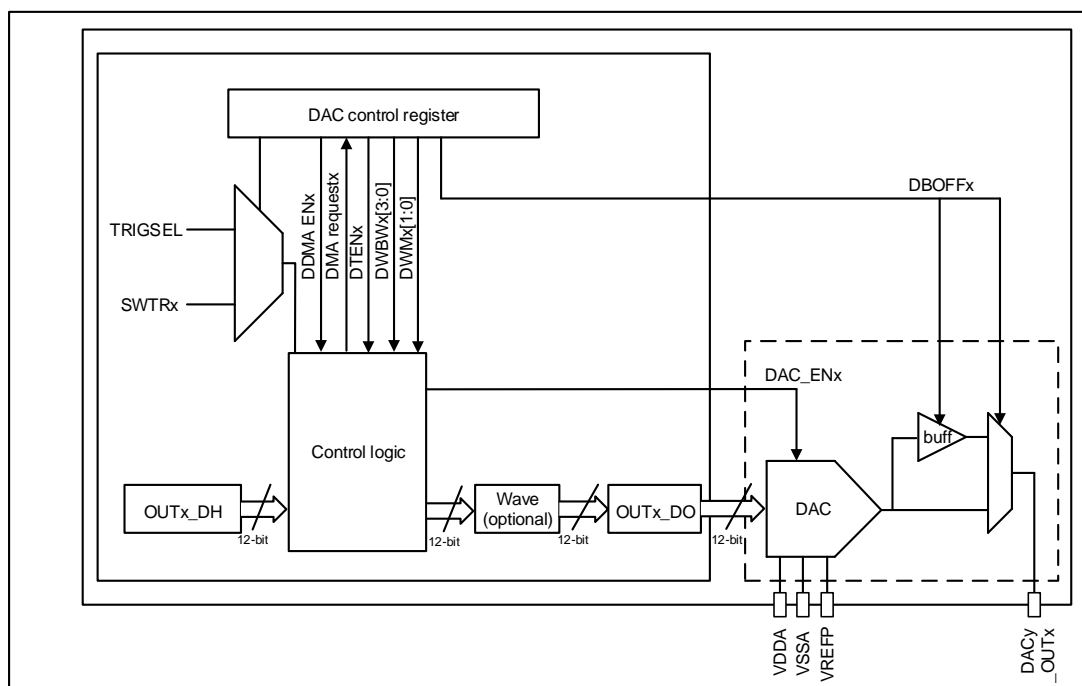 DAC control register
DDMA ENx
DMA requestx
DTENx
DWBWx[3:0]
DWMx[1:0]
DBOFFx
TRIGSEL
SWTRx
DAC_ENx
Control logic
buff
OUTx_DH
12-bit
12-bit
Wave
(optional)
12-bit
OUTx_DO
12-bit
DAC
VDDA
VSSA
VREFP
DACy
_OUTx